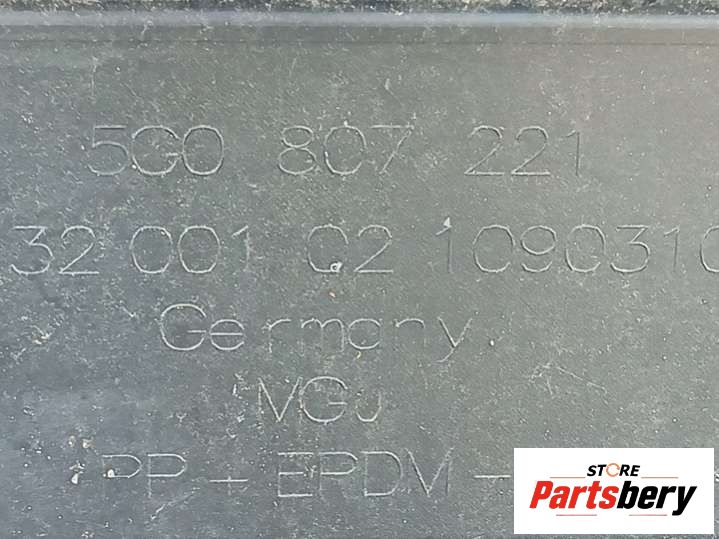 5G0 807 221
32 001 02 1090310
Germany
MGJ
PP + EPDM -
STORE
Partsbery